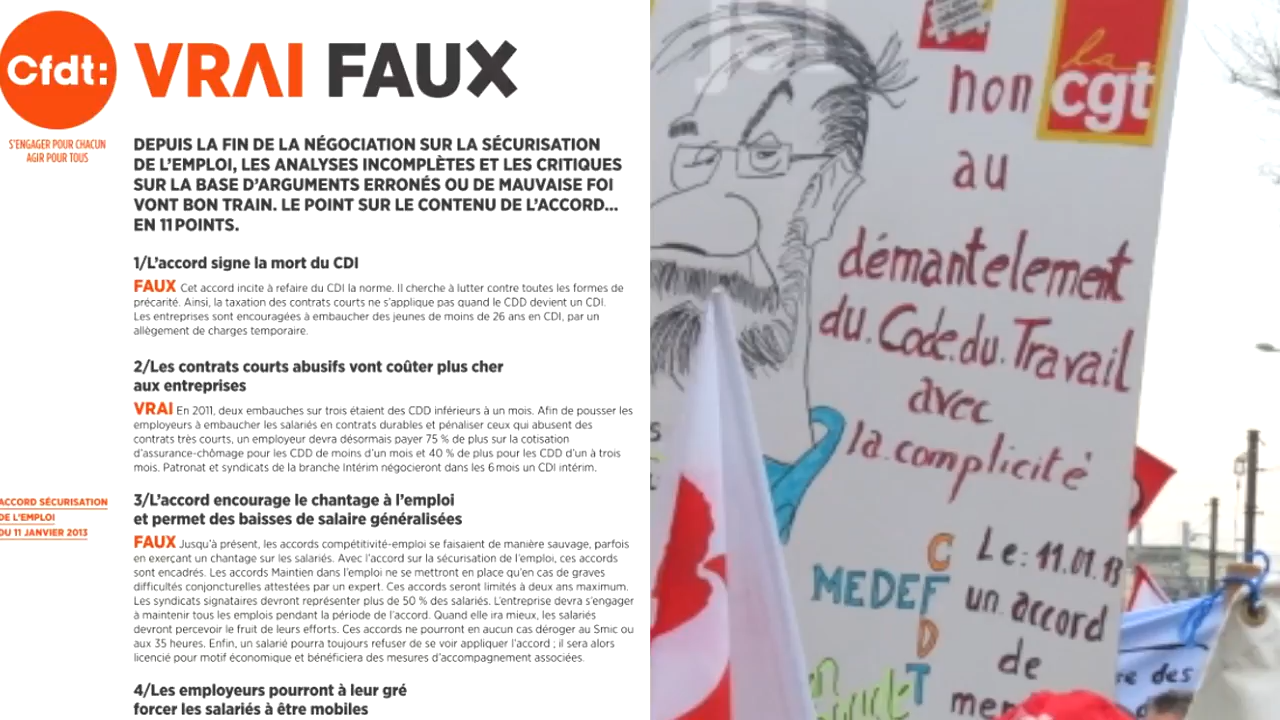 Cfdt:
VRAI FAUX
S'ENGAGER POUR CHACUN
AGIR POUR TOUS
DEPUIS LA FIN DE LA NÉGOCIATION SUR LA SÉCURISATION
DE L'EMPLOI, LES ANALYSES INCOMPLÈTES ET LES CRITIQUES
SUR LA BASE D'ARGUMENTS ERRONÉS OU DE MAUVAISE FOI
VONT BON TRAIN. LE POINT SUR LE CONTENU DE L'ACCORD...
EN 11 POINTS.
1/L'accord signe la mort du CDI
FAUX Cet accord incite à refaire du CDI la norme. Il cherche à lutter contre toutes les formes de
précarité. Ainsi, la taxation des contrats courts ne s'applique pas quand le CDD devient un CDI.
Les entreprises sont encouragées à embaucher des jeunes de moins de 26 ans en CDI, par un
allègement de charges temporaire.
2/Les contrats courts abusifs vont coûter plus cher
aux entreprises
VRAI En 2011, deux embauches sur trois étaient des CDD inférieurs à un mois. Afin de pousser les
employeurs à embaucher les salariés en contrats durables et pénaliser ceux qui abusent des
contrats très courts, un employeur devra désormais payer 75 % de plus sur la cotisation
d'assurance-chômage pour les CDD de moins d'un mois et 40 % de plus pour les CDD d'un à trois
mois. Patronat et syndicats de la branche Intérim négocieront dans les 6 mois un CDI intérim.
ACCORD SÉCURISATION
DE L'EMPLOI
DU 11 JANVIER 2013
3/L'accord encourage le chantage à l'emploi
et permet des baisses de salaire généralisées
FAUX Jusqu'à présent, les accords compétitivité-emploi se faisaient de manière sauvage, parfois
en exerçant un chantage sur les salariés. Avec l'accord sur la sécurisation de l'emploi, ces accords
sont encadrés. Les accords Maintien dans l'emploi ne se mettront en place qu'en cas de graves
difficultés conjoncturelles attestées par un expert. Ces accords seront limités à deux ans maximum.
Les syndicats signataires devront représenter plus de 50 % des salariés. L'entreprise devra s'engager
à maintenir tous les emplois pendant la période de l'accord. Quand elle ira mieux, les salariés
devront percevoir le fruit de leurs efforts. Ces accords ne pourront en aucun cas déroger au Smic ou
aux 35 heures. Enfin, un salarié pourra toujours refuser de se voir appliquer l'accord ; il sera alors
licencié pour motif économique et bénéficiera des mesures d'accompagnement associées.
4/Les employeurs pourront à leur gré
forcer les salariés à être mobiles
jsl
la
cgt
non
au
démantelement
du.Code.du.Travail
avec
la.complicité
MEDEF
CFDT
Le: 11.01.13
un accord
de
re des